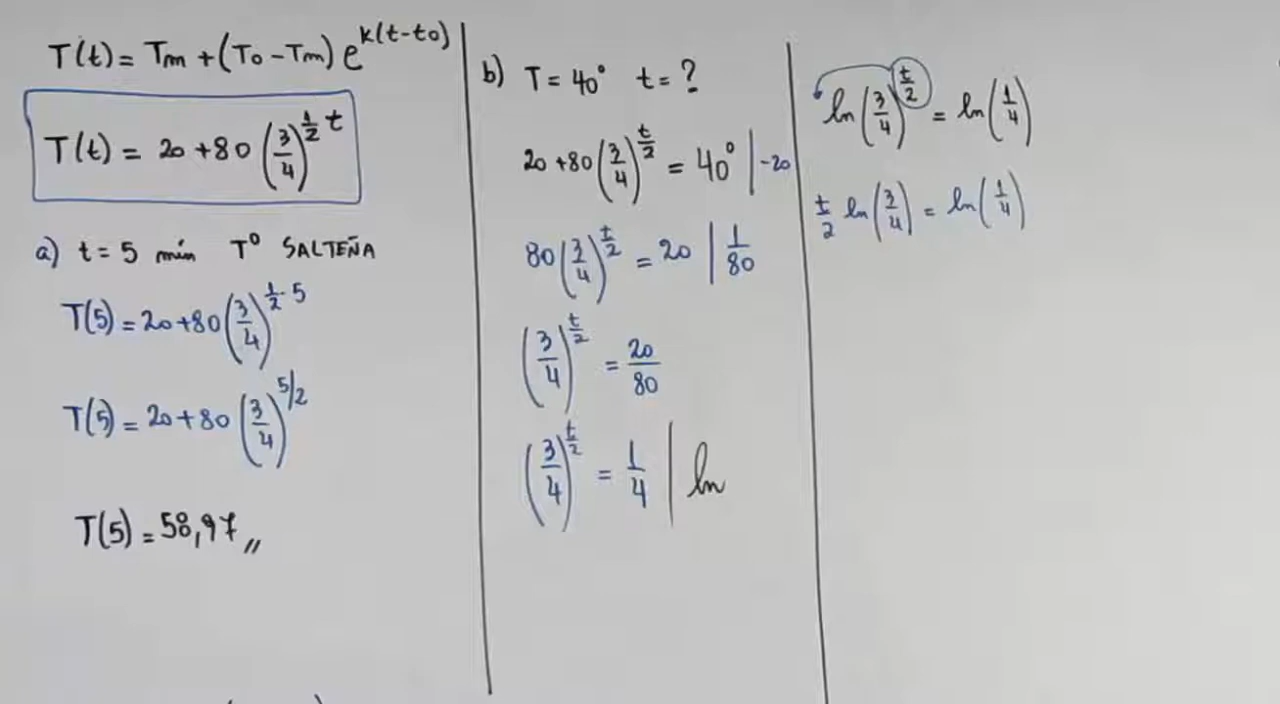 T(t) = Tm + (To - Tm) e^{k(t-to)}
T(t) = 20 + 80 (3/4)^{1/2 t}
a) t = 5 min T° SALTEÑA
T(5) = 20 + 80 (3/4)^{1/2 · 5}
T(5) = 20 + 80 (3/4)^{5/2}
T(5) = 58,97 //
b) T = 40° t = ?
20 + 80 (3/4)^{t/2} = 40° | -20
80 (3/4)^{t/2} = 20 | 1/80
(3/4)^{t/2} = 20/80
(3/4)^{t/2} = 1/4 | ln
ln (3/4)^{t/2} = ln (1/4)
t/2 ln (3/4) = ln (1/4)